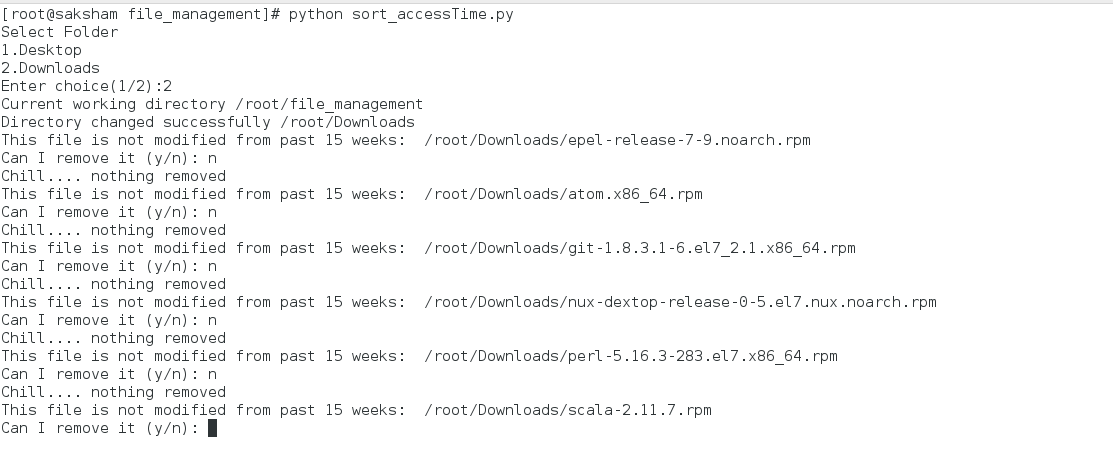 [root@saksham file_management]# python sort_accessTime.py
Select Folder
1.Desktop
2.Downloads
Enter choice(1/2):2
Current working directory /root/file_management
Directory changed successfully /root/Downloads
This file is not modified from past 15 weeks:  /root/Downloads/epel-release-7-9.noarch.rpm
Can I remove it (y/n): n
Chill.... nothing removed
This file is not modified from past 15 weeks:  /root/Downloads/atom.x86_64.rpm
Can I remove it (y/n): n
Chill.... nothing removed
This file is not modified from past 15 weeks:  /root/Downloads/git-1.8.3.1-6.el7_2.1.x86_64.rpm
Can I remove it (y/n): n
Chill.... nothing removed
This file is not modified from past 15 weeks:  /root/Downloads/nux-dextop-release-0-5.el7.nux.noarch.rpm
Can I remove it (y/n): n
Chill.... nothing removed
This file is not modified from past 15 weeks:  /root/Downloads/perl-5.16.3-283.el7.x86_64.rpm
Can I remove it (y/n): n
Chill.... nothing removed
This file is not modified from past 15 weeks:  /root/Downloads/scala-2.11.7.rpm
Can I remove it (y/n):